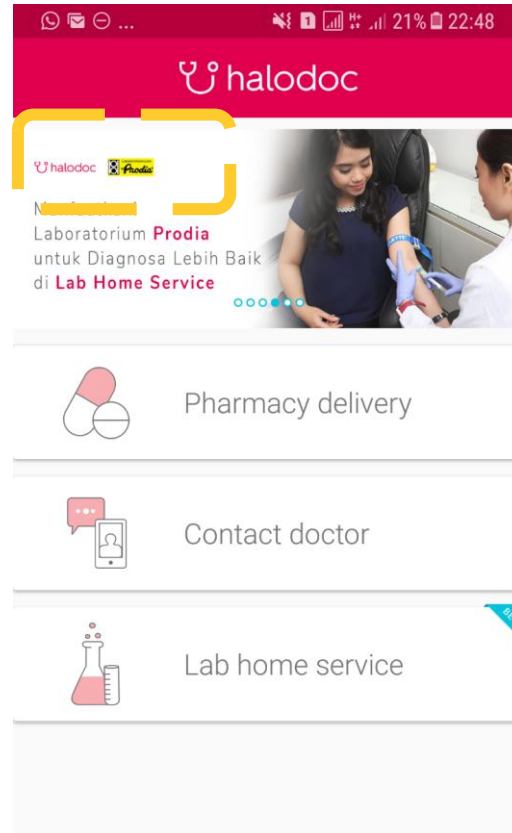 ... 1 H+ 21% 22:48
halodoc
halodoc Prodia
Laboratorium Prodia
untuk Diagnosa Lebih Baik
di Lab Home Service
Pharmacy delivery
Contact doctor
Lab home service